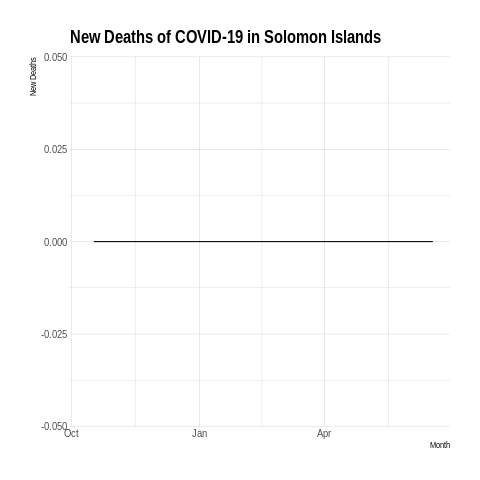 New Deaths of COVID-19 in Solomon Islands
New Deaths
0.050
0.025
0.000
-0.025
-0.050
Oct
Jan
Apr
Month